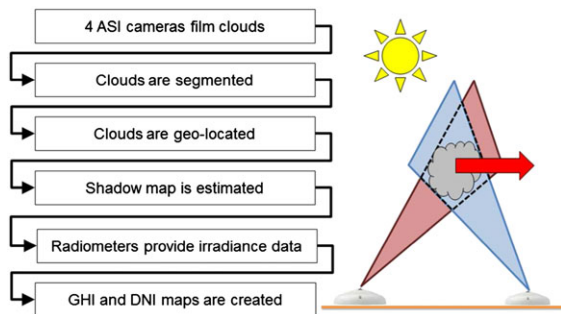 4 ASI cameras film clouds
Clouds are segmented
Clouds are geo-located
Shadow map is estimated
Radiometers provide irradiance data
GHI and DNI maps are created